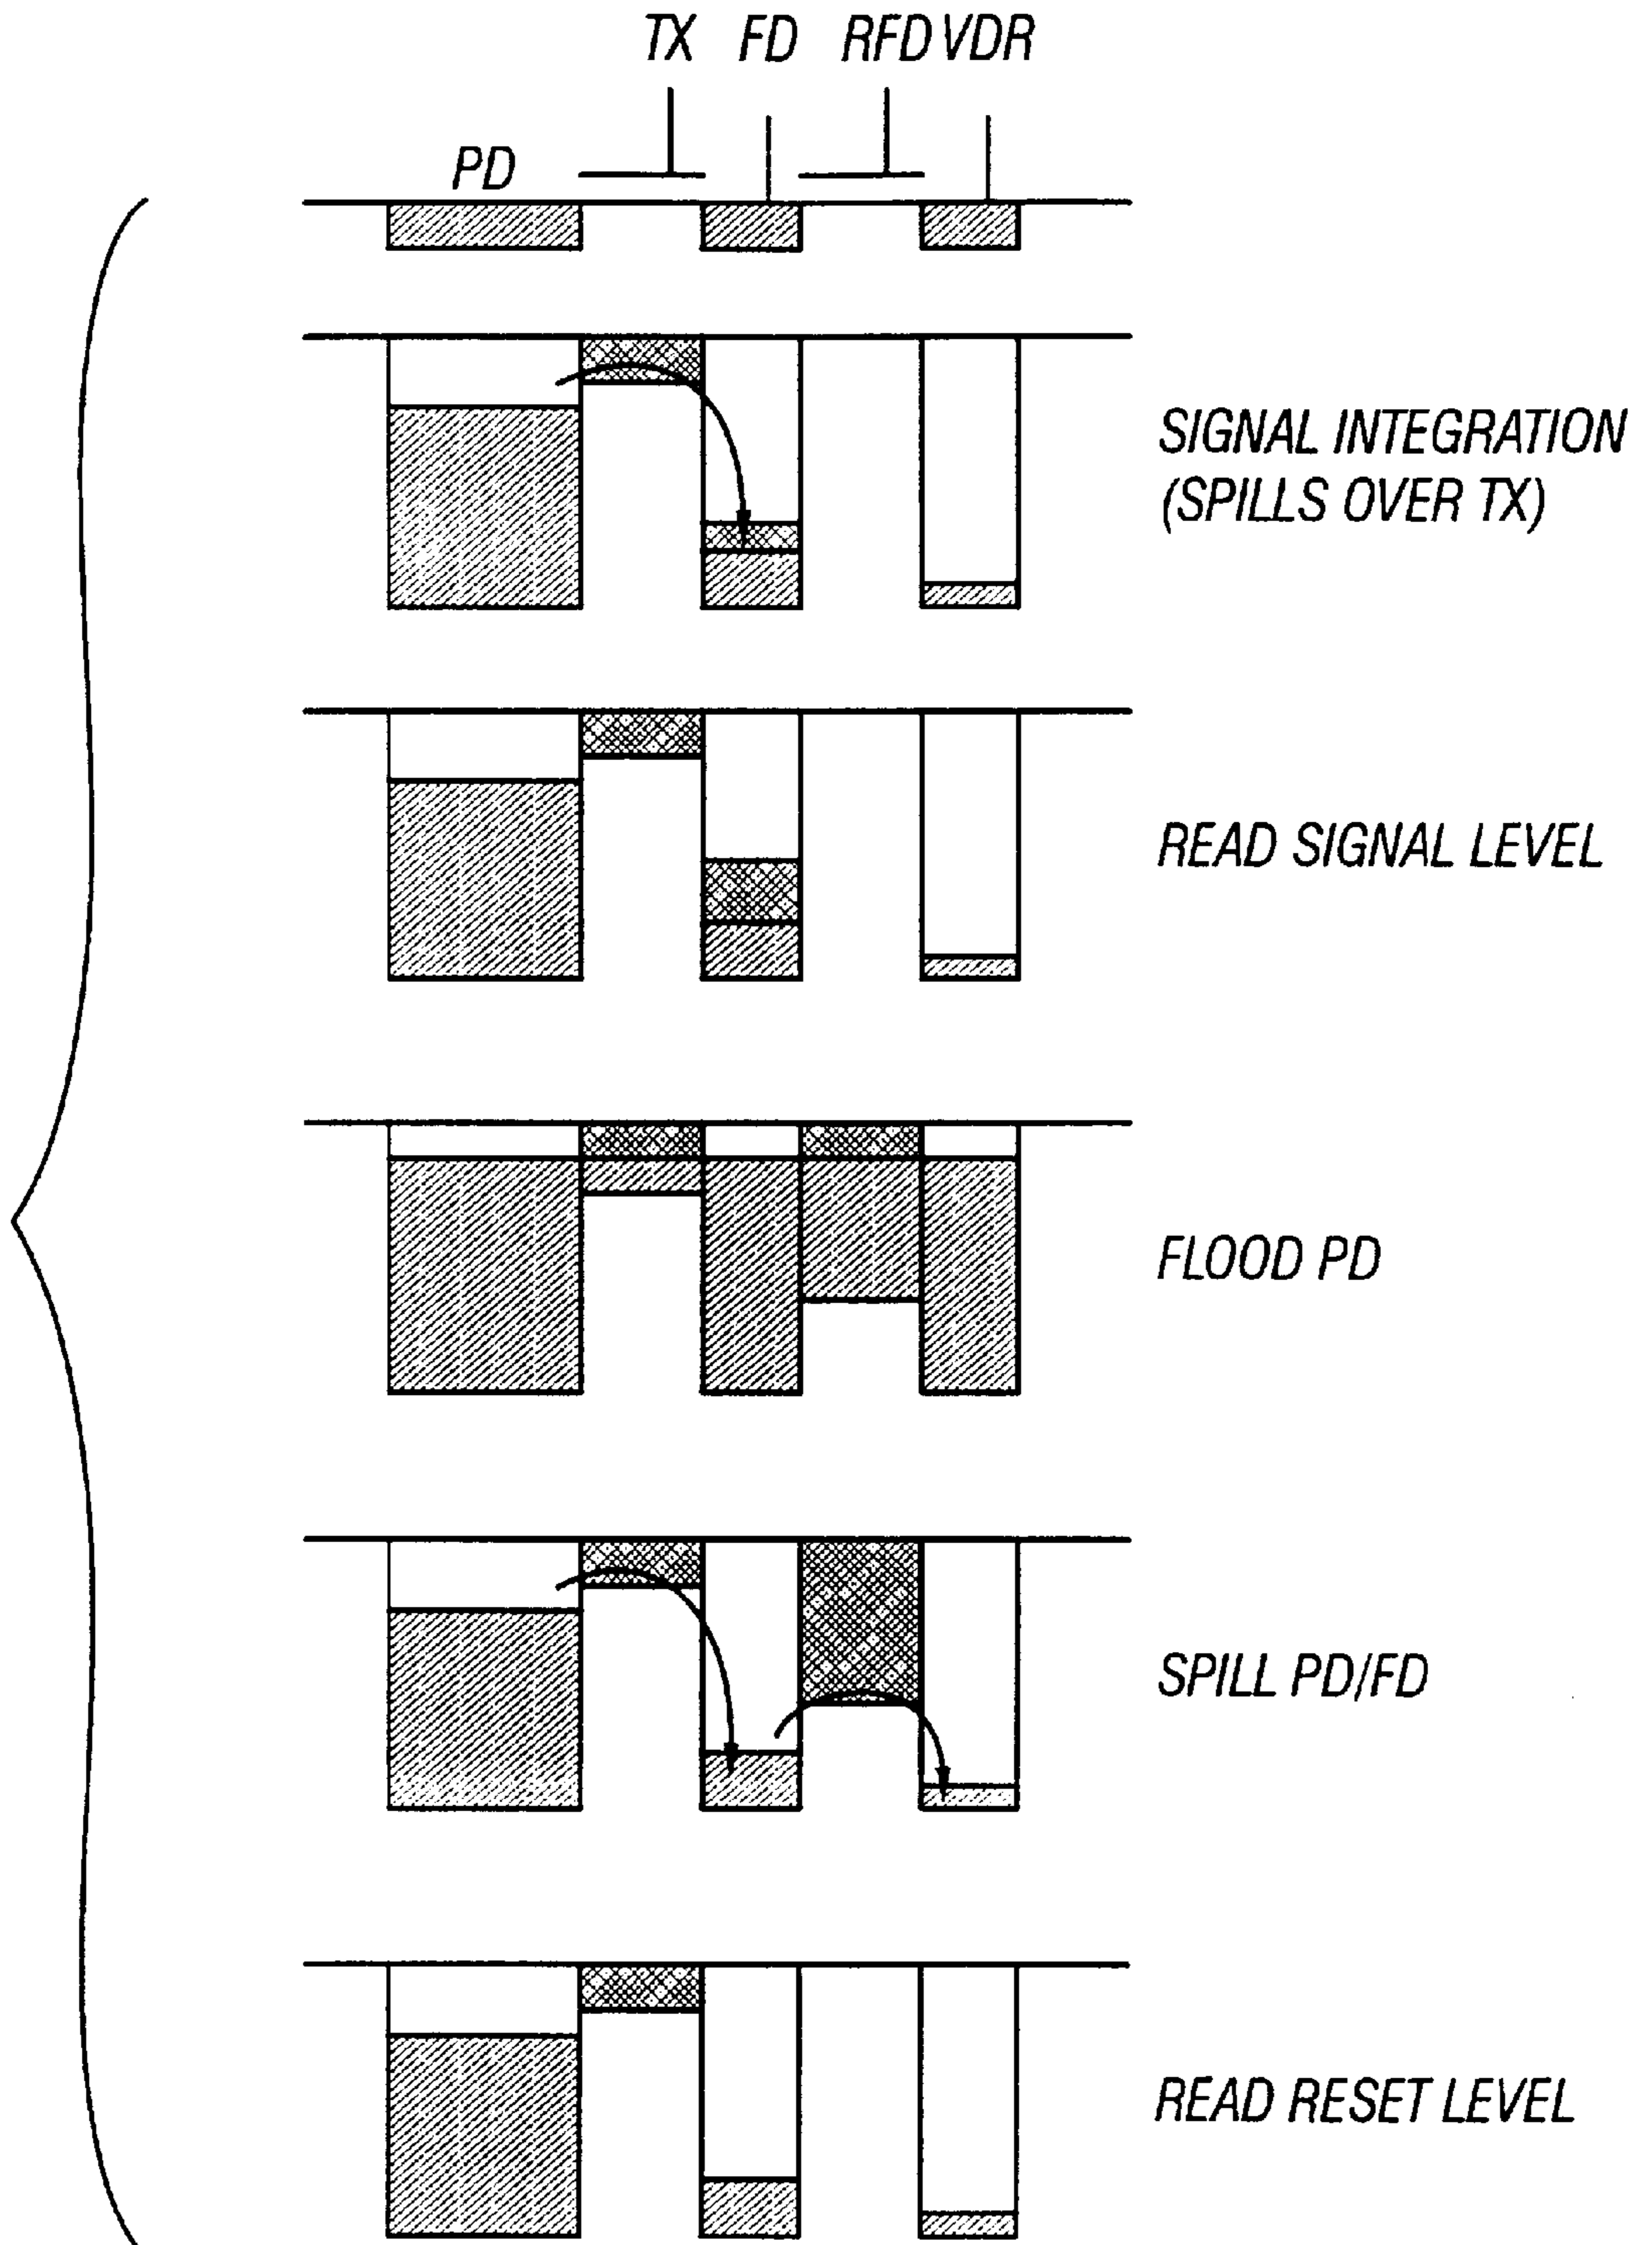 TX FD RFD VDR
PD
SIGNAL INTEGRATION
(SPILLS OVER TX)
READ SIGNAL LEVEL
FLOOD PD
SPILL PD/FD
READ RESET LEVEL